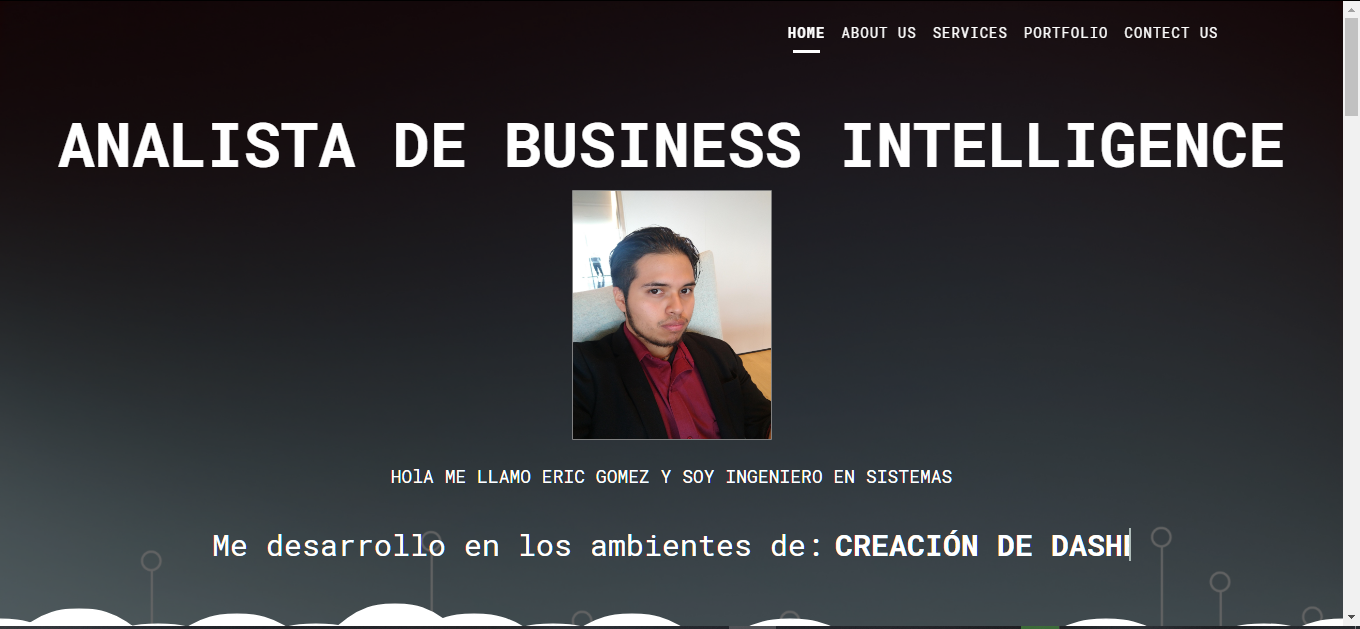 HOME ABOUT US SERVICES PORTFOLIO CONTACT US
ANALISTA DE BUSINESS INTELLIGENCE
HOlA ME LLAMO ERIC GOMEZ Y SOY INGENIERO EN SISTEMAS
Me desarrollo en los ambientes de: CREACIÓN DE DASHI